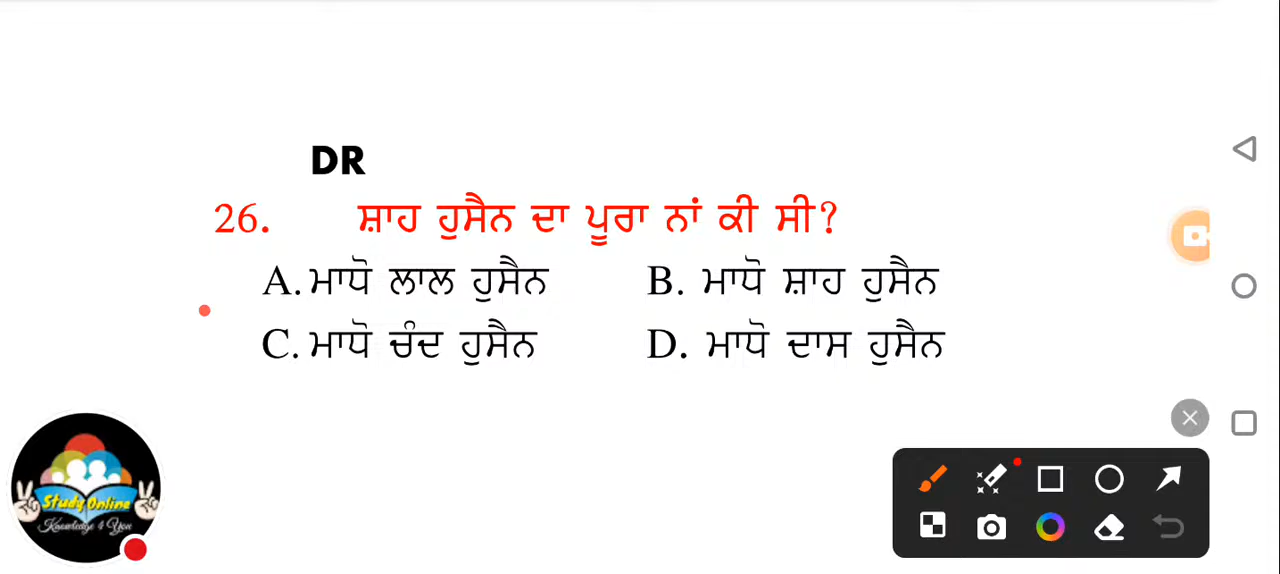 DR
26. ਸ਼ਾਹ ਹੁਸੈਨ ਦਾ ਪੂਰਾ ਨਾਂ ਕੀ ਸੀ?
A. ਮਾਧੋ ਲਾਲ ਹੁਸੈਨ B. ਮਾਧੋ ਸ਼ਾਹ ਹੁਸੈਨ
C. ਮਾਧੋ ਚੰਦ ਹੁਸੈਨ D. ਮਾਧੋ ਦਾਸ ਹੁਸੈਨ
Study Online
Knowledge 4 You